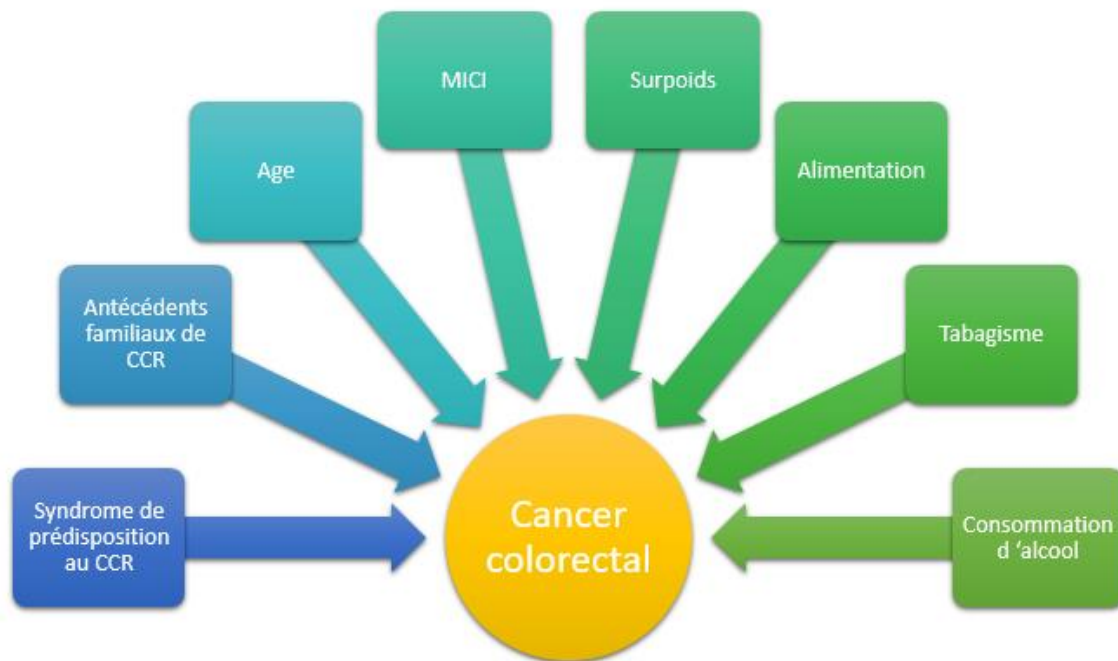 MICI
Surpoids
Age
Alimentation
Antécédents
familiaux de
CCR
Tabagisme
Syndrome de
prédisposition
au CCR
Cancer
colorectal
Consommation
d ‘alcool